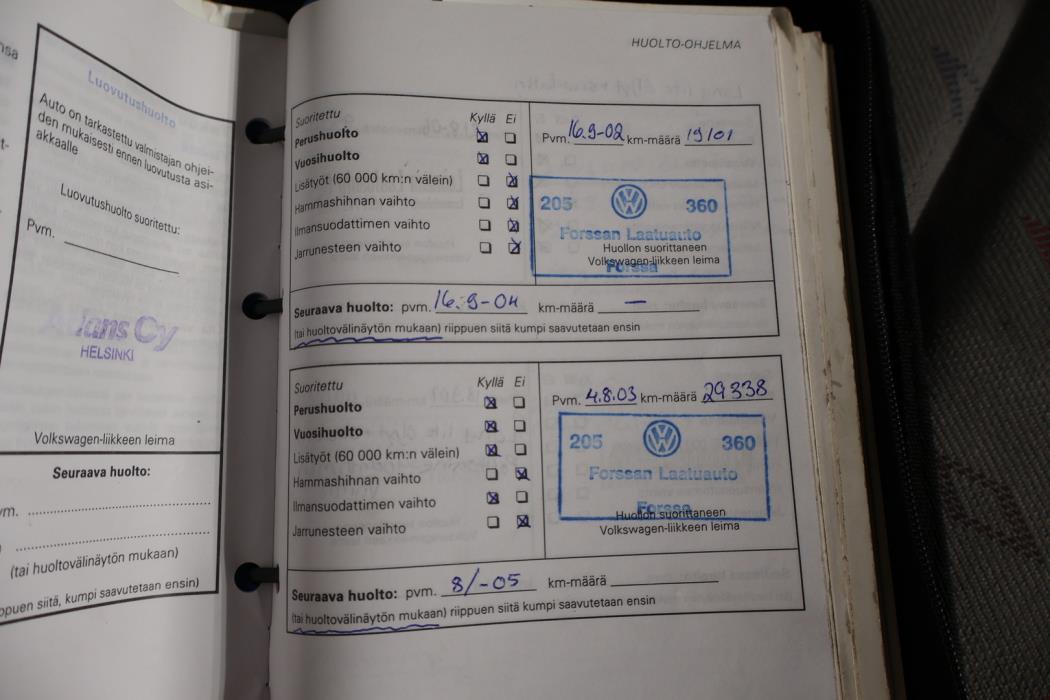 Luovutushuolto
Auto on tarkastettu valmistajan ohjei-
den mukaisesti ennen luovutusta asi-
akkaalle
Luovutushuolto suoritettu:
Pvm.
Oy
HELSINKI
Volkswagen-liikkeen leima
Seuraava huolto:
(tai huoltovälinäytön mukaan)
siitä, kumpi saavutetaan ensin)
HUOLTO-OHJELMA
Suoritettu Kyllä Ei
Perushuolto
Vuosihuolto
Lisätyöt (60 000 km:n välein)
Hammashihnan vaihto
Ilmansuodattimen vaihto
Jarrunesteen vaihto
Pvm. 16.9-02 km-määrä 19101
205 360
Forssan Laatuauto
Huollon suorittaneen
Volkswagen-liikkeen leima
Forssa
Seuraava huolto: pvm. 16.9-04 km-määrä —
(tai huoltovälinäytön mukaan) riippuen siitä kumpi saavutetaan ensin
Suoritettu Kyllä Ei
Perushuolto
Vuosihuolto
Lisätyöt (60 000 km:n välein)
Hammashihnan vaihto
Ilmansuodattimen vaihto
Jarrunesteen vaihto
Pvm. 4.8.03 km-määrä 29338
205 360
Forssan Laatuauto
Forssa
Huollon suorittaneen
Volkswagen-liikkeen leima
Seuraava huolto: pvm. 8/-05 km-määrä
(tai huoltovälinäytön mukaan) riippuen siitä kumpi saavutetaan ensin